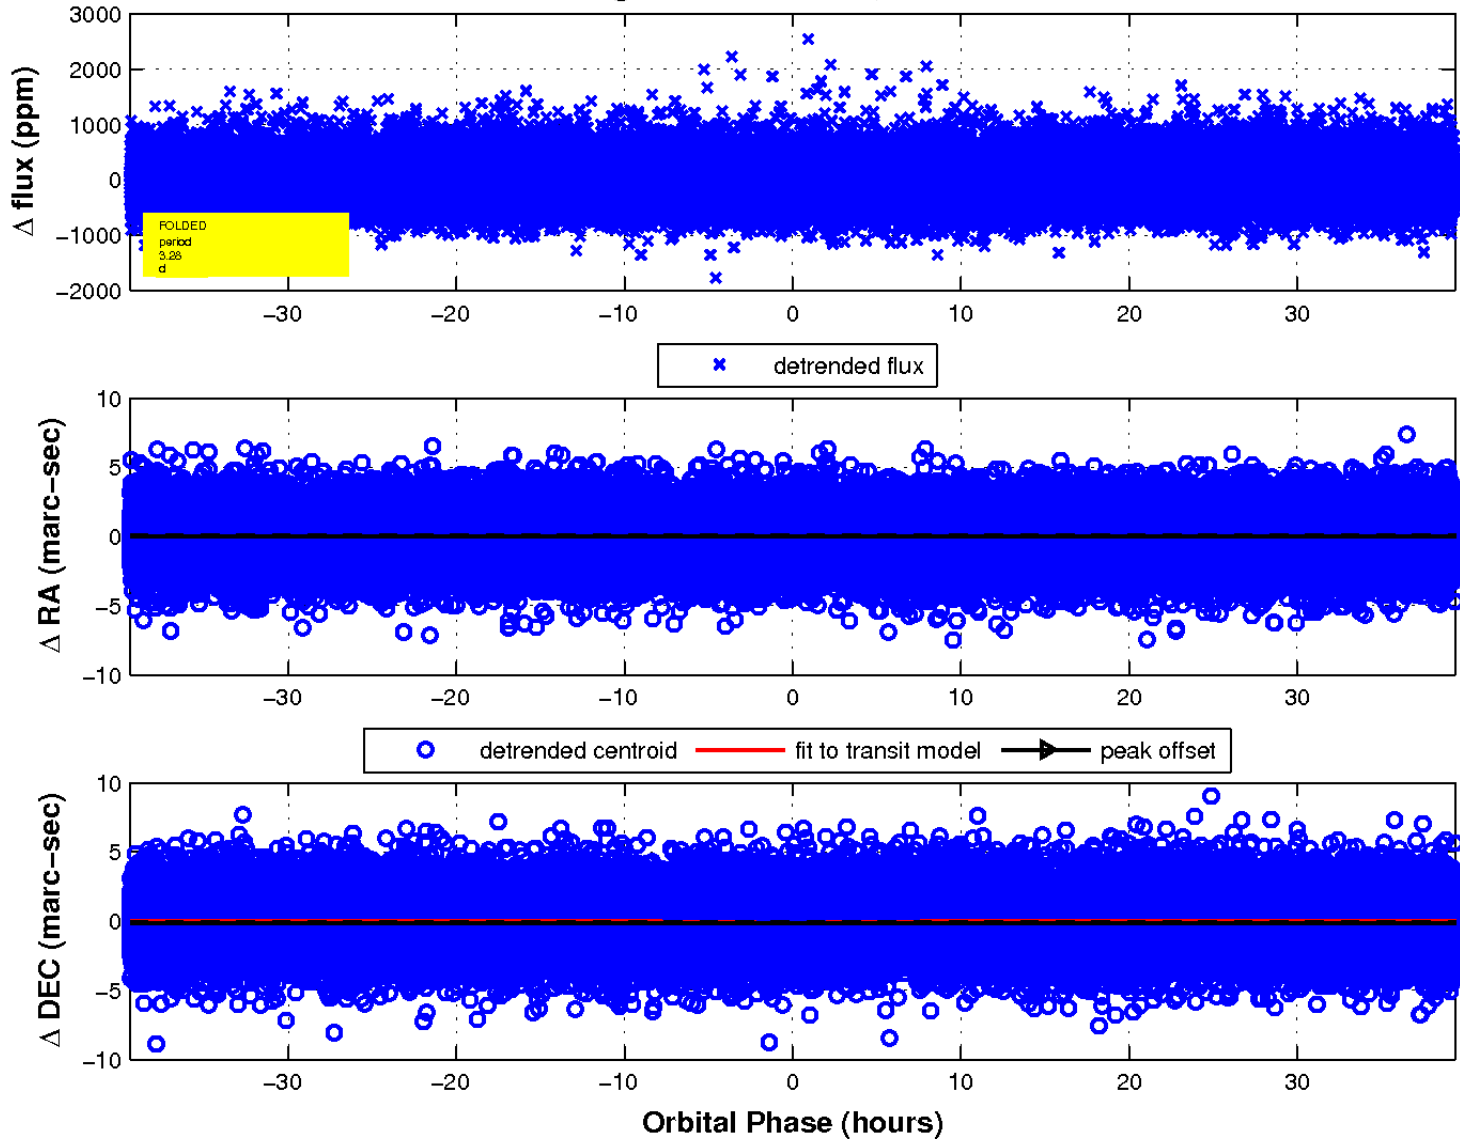 3000
2000
1000
0
−1000
−2000
Δ flux (ppm)
FOLDED
period
3.28
d
−30 −20 −10 0 10 20 30
detrended flux
10
5
0
−5
−10
Δ RA (marc−sec)
−30 −20 −10 0 10 20 30
detrended centroid fit to transit model peak offset
10
5
0
−5
−10
Δ DEC (marc−sec)
−30 −20 −10 0 10 20 30
Orbital Phase (hours)